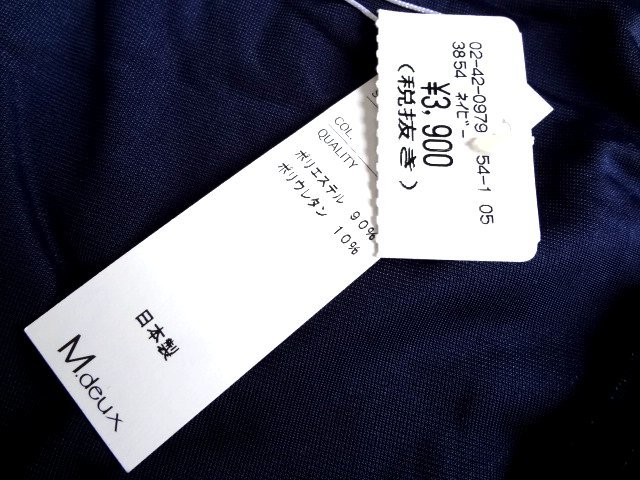 02-42-0979 54-1 05
3854 ﾈｲﾋﾞｰ
¥3,900
(税抜き)
COL.
QUALITY
ポリエステル 90%
ポリウレタン 10%
日本製
M.deux